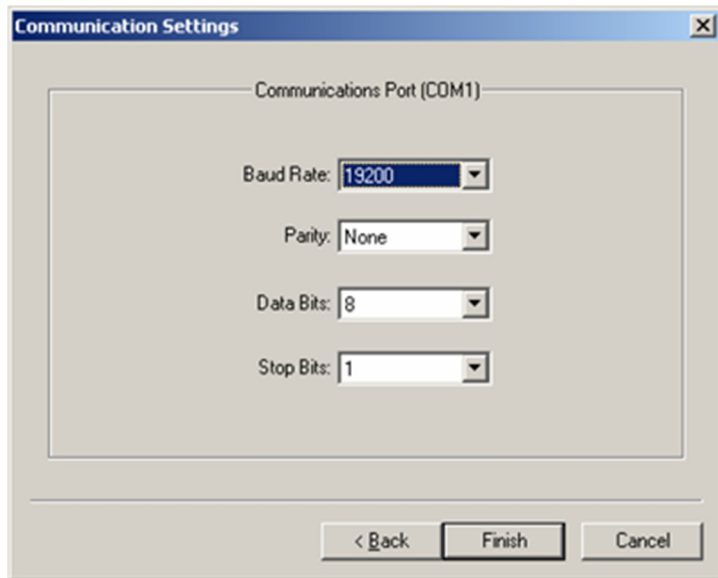 Communication Settings
Communications Port (COM1)
Baud Rate: 19200
Parity: None
Data Bits: 8
Stop Bits: 1
< Back Finish Cancel